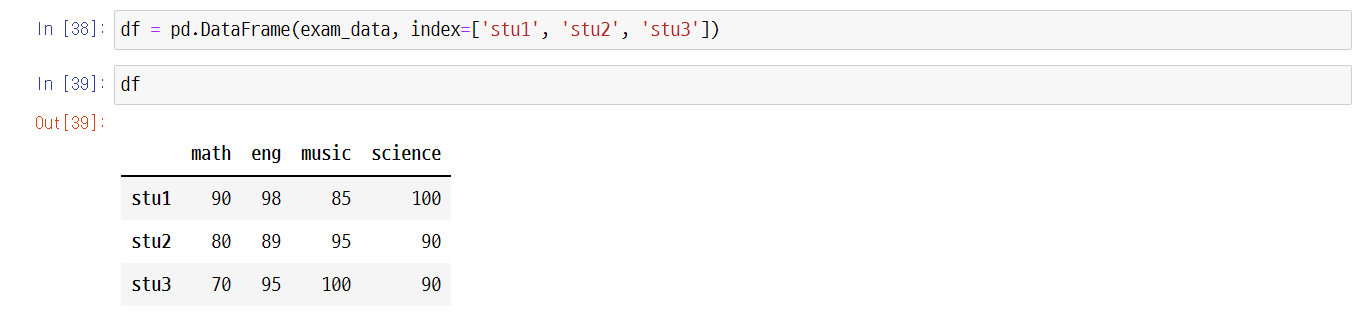 In [38]: df = pd.DataFrame(exam_data, index=['stu1', 'stu2', 'stu3'])
In [39]: df
Out[39]:
math eng music science
stu1 90 98 85 100
stu2 80 89 95 90
stu3 70 95 100 90